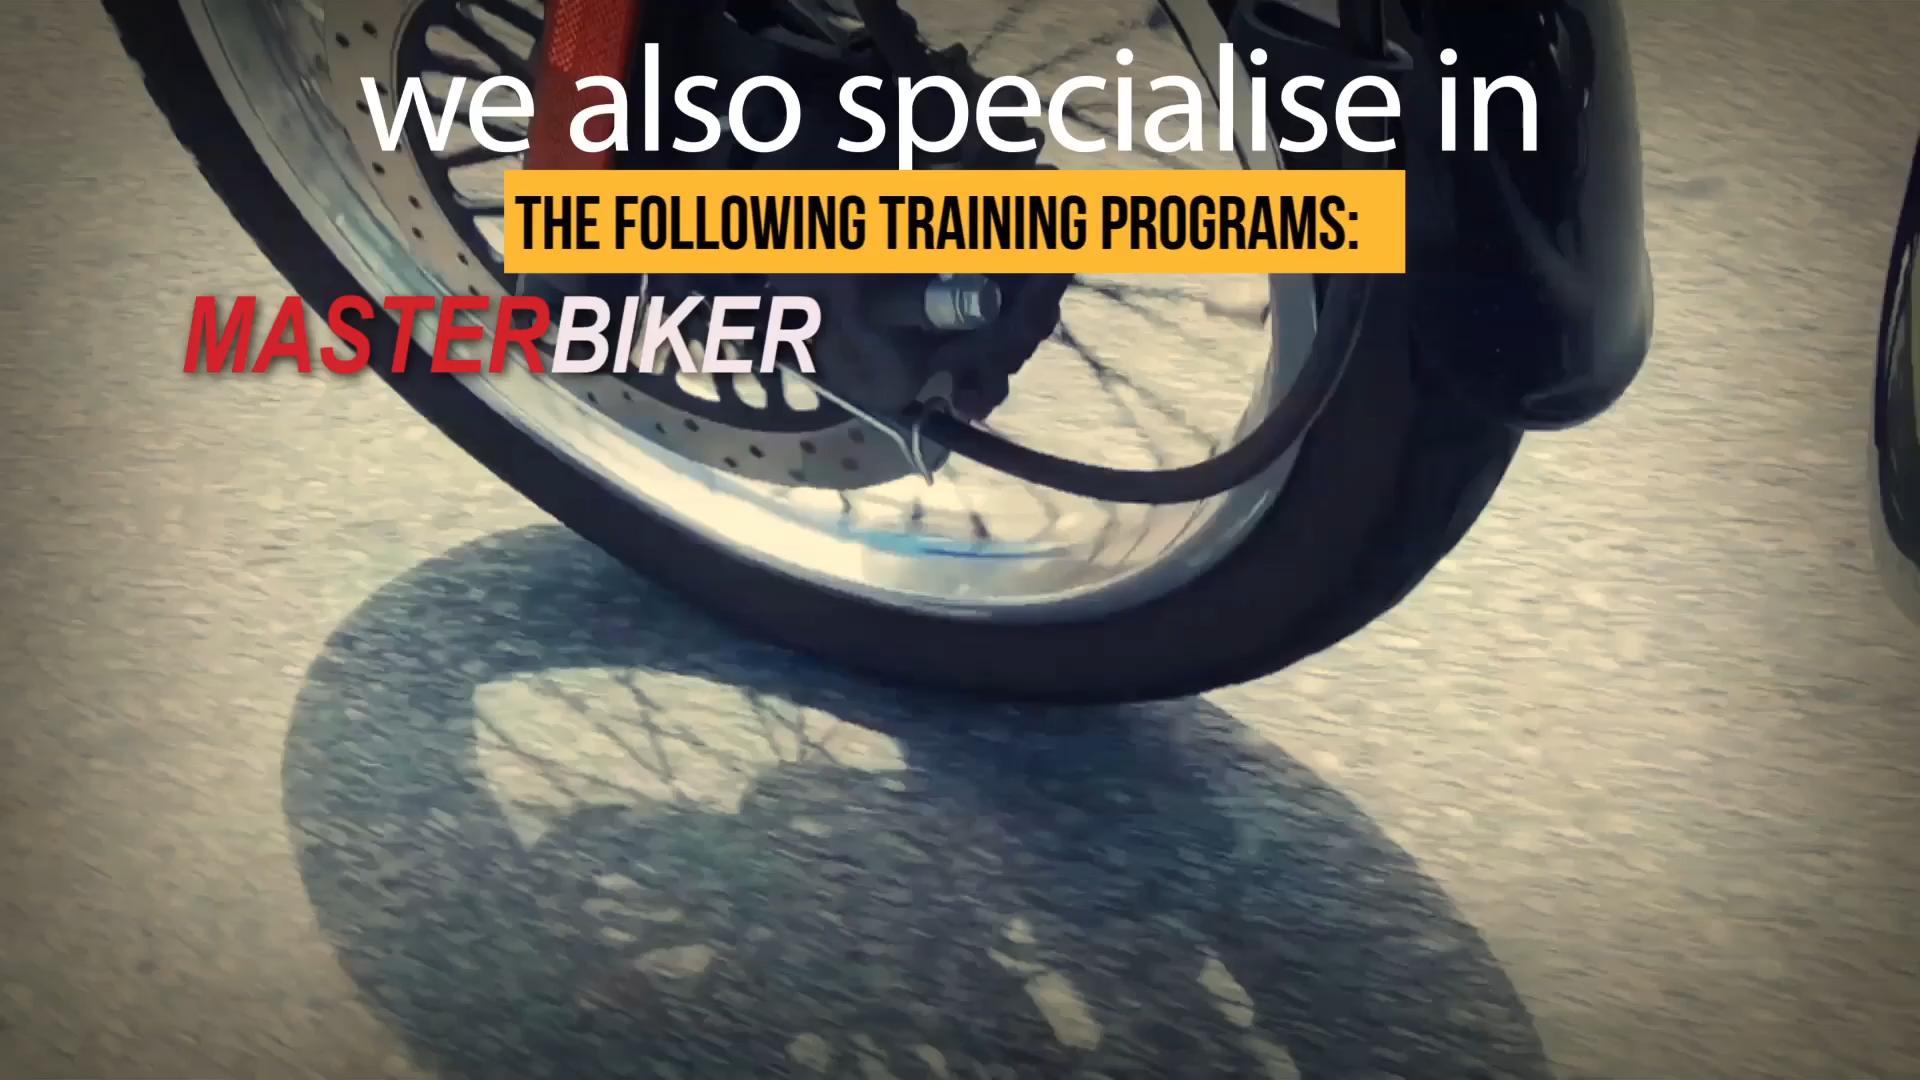 we also specialise in
THE FOLLOWING TRAINING PROGRAMS:
MASTERBIKER